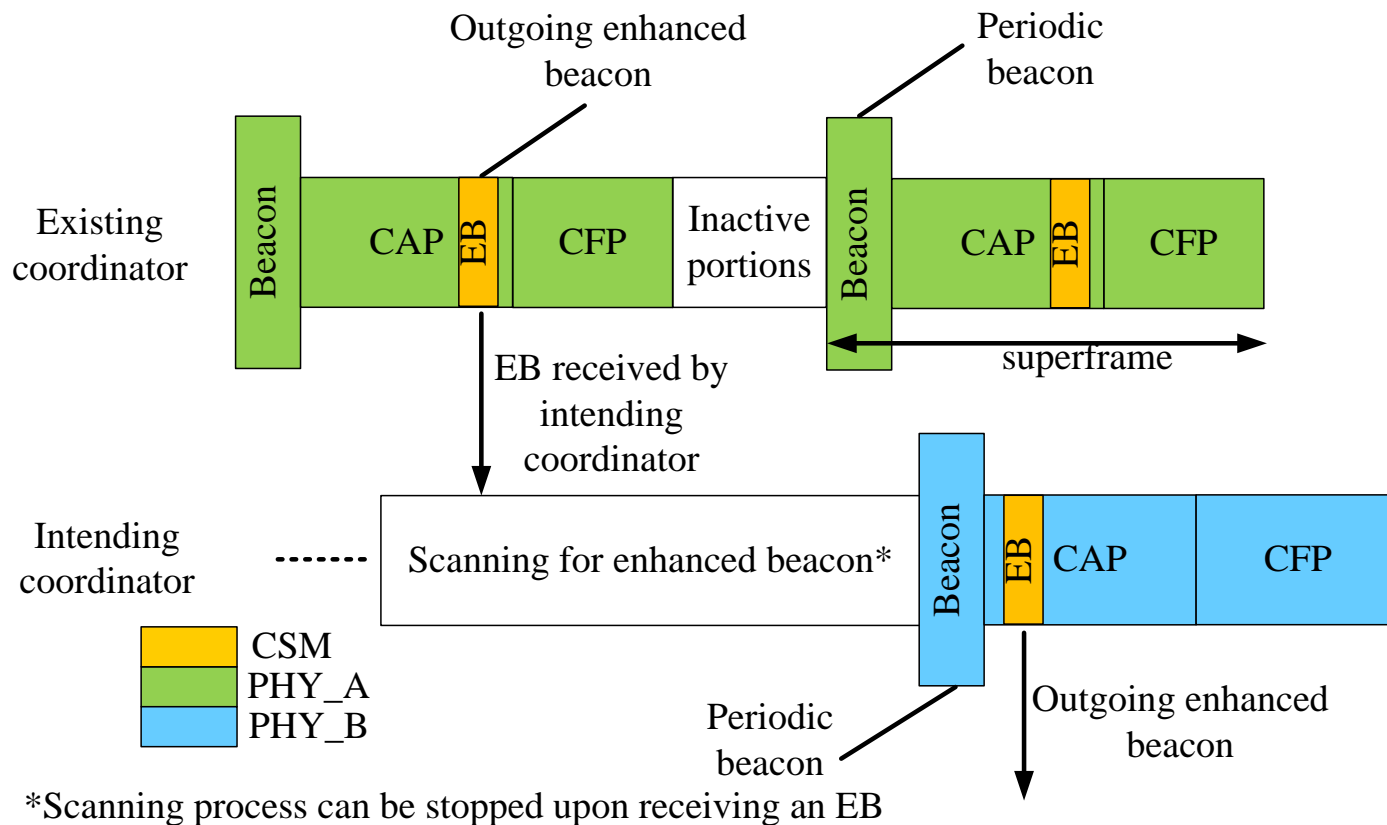 Outgoing enhanced
beacon
Periodic
beacon
Existing
coordinator
Beacon
CAP
EB
CFP
Inactive
portions
Beacon
CAP
EB
CFP
superframe
EB received by
intending
coordinator
Intending
coordinator
Scanning for enhanced beacon*
Beacon
EB
CAP
CFP
CSM
PHY_A
PHY_B
Periodic
beacon
Outgoing enhanced
beacon
*Scanning process can be stopped upon receiving an EB